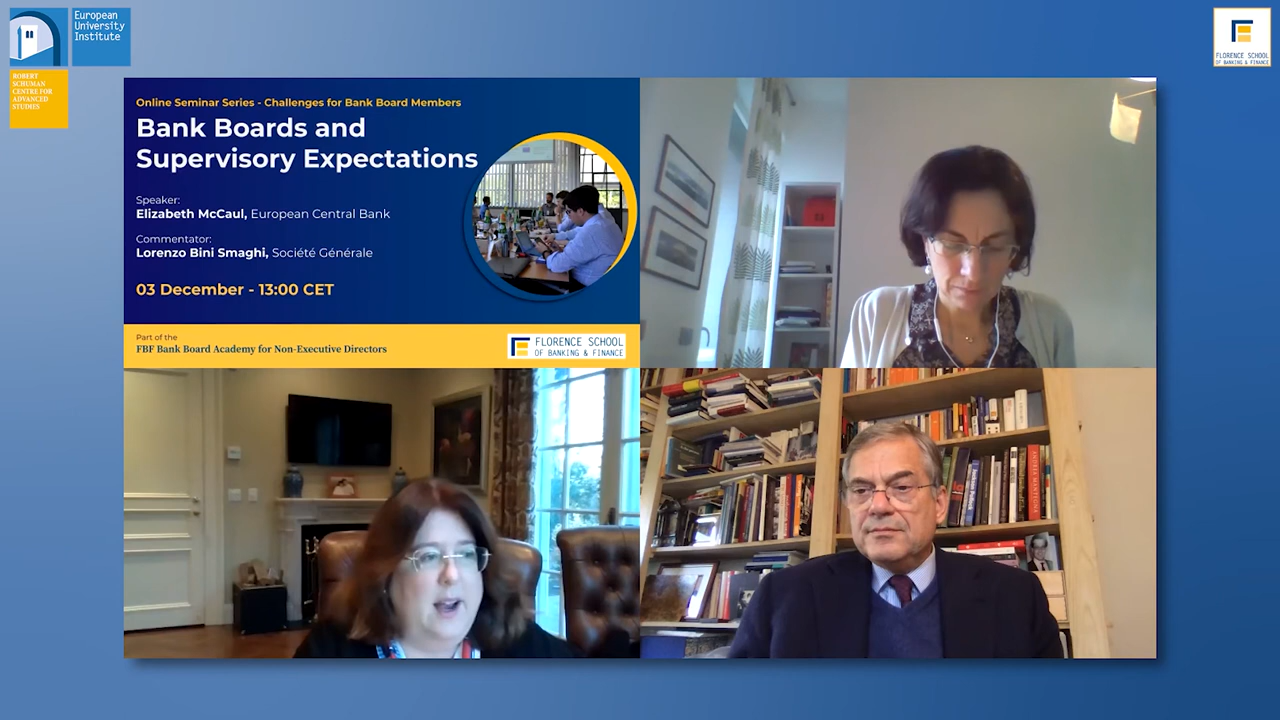 European
University
Institute
ROBERT
SCHUMAN
CENTRE FOR
ADVANCED
STUDIES
FLORENCE SCHOOL
OF BANKING & FINANCE
Online Seminar Series - Challenges for Bank Board Members
Bank Boards and
Supervisory Expectations
Speaker:
Elizabeth McCaul, European Central Bank
Commentator:
Lorenzo Bini Smaghi, Société Générale
03 December - 13:00 CET
Part of the
FBF Bank Board Academy for Non-Executive Directors
FLORENCE SCHOOL
OF BANKING & FINANCE